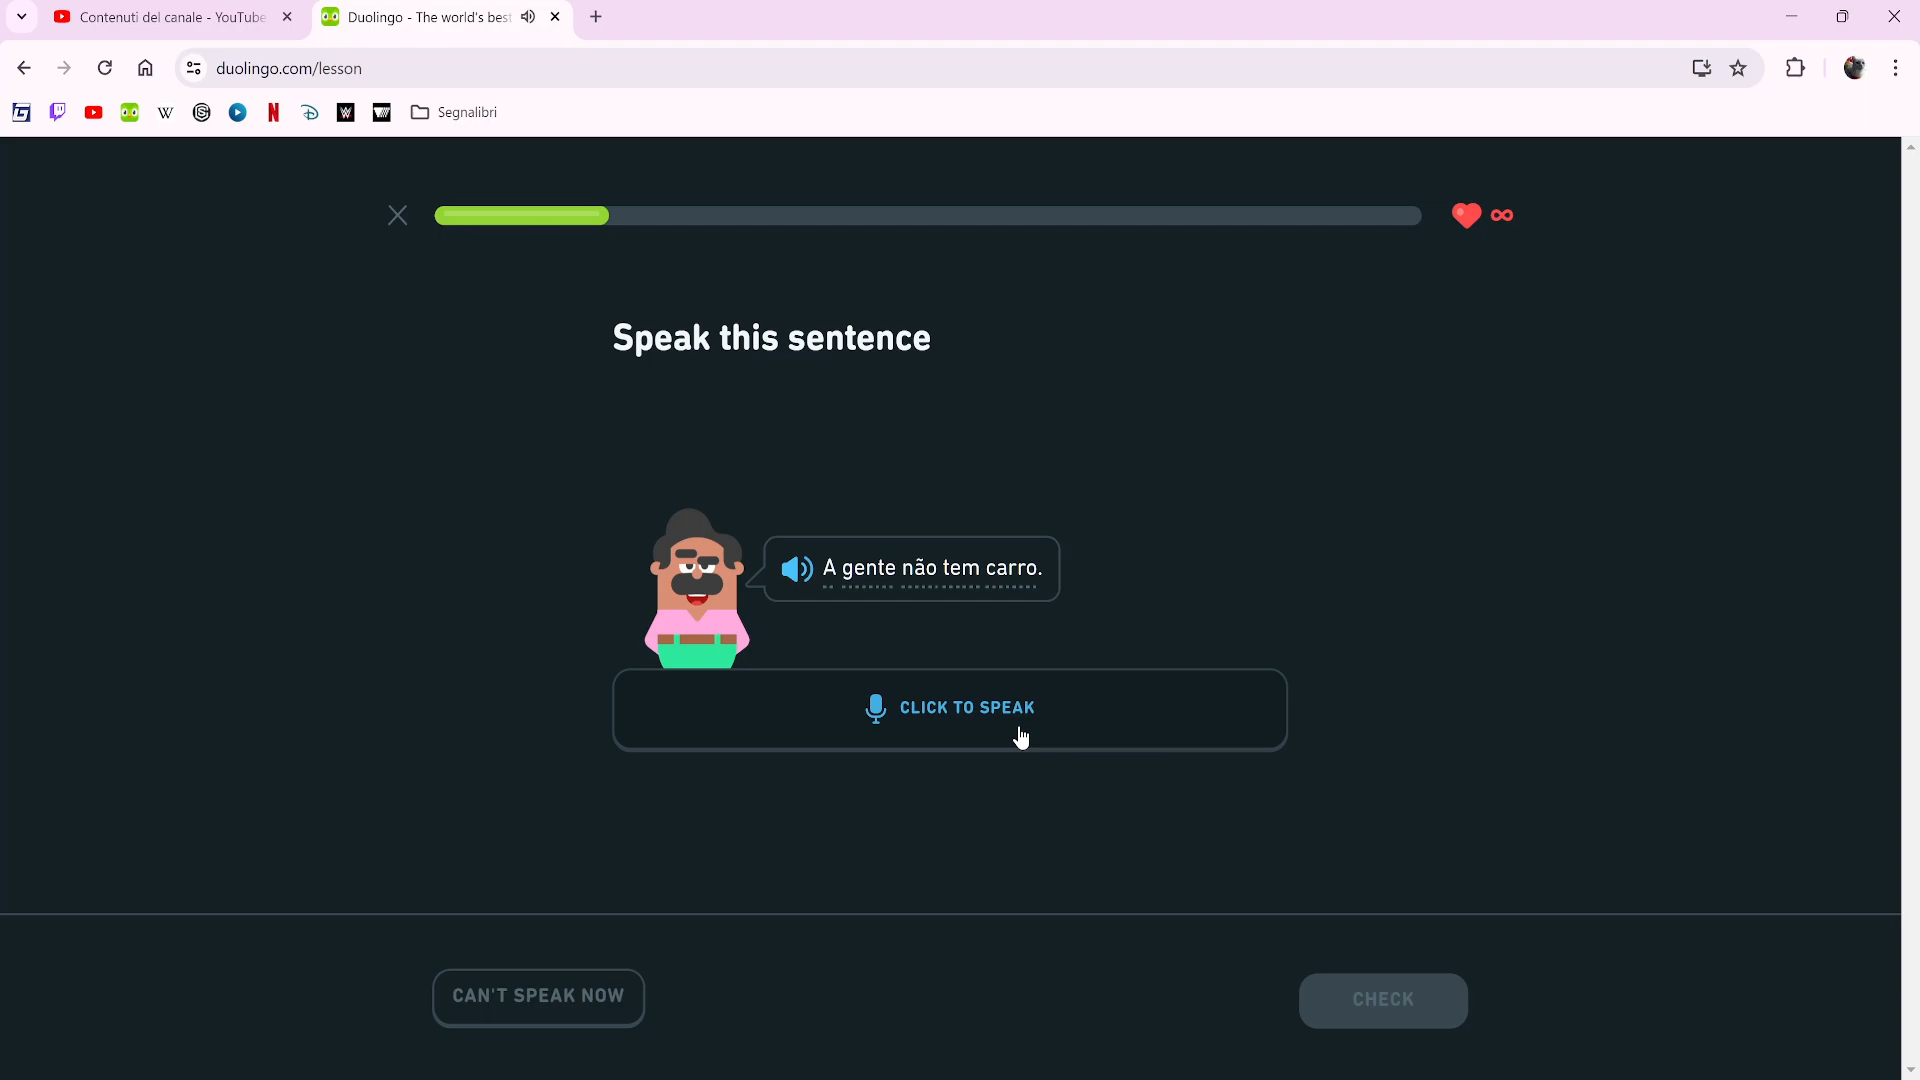 Contenuti del canale - YouTube
Duolingo - The world's best
duolingo.com/lesson
Segnalibri
Speak this sentence
A gente não tem carro.
CLICK TO SPEAK
CAN'T SPEAK NOW
CHECK